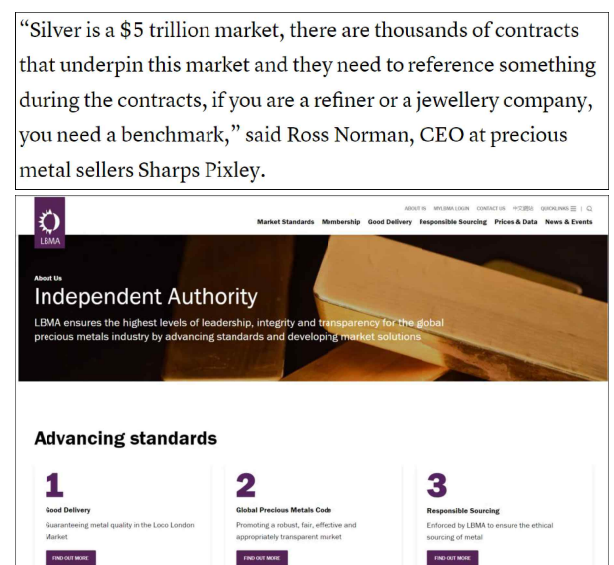 “Silver is a $5 trillion market, there are thousands of contracts
that underpin this market and they need to reference something
during the contracts, if you are a refiner or a jewellery company,
you need a benchmark,” said Ross Norman, CEO at precious
metal sellers Sharps Pixley.
ABOUT US MYLBMA LOGIN CONTACT US QUICKLINKS
LBMA
Market Standards Membership Good Delivery Responsible Sourcing Prices & Data News & Events
About Us
Independent Authority
LBMA ensures the highest levels of leadership, integrity and transparency for the global
precious metals industry by advancing standards and developing market solutions
Advancing standards
1 2 3
Good Delivery Global Precious Metals Code Responsible Sourcing
Guaranteeing metal quality in the Loco London Promoting a robust, fair, effective and Enforced by LBMA to ensure the ethical
Market appropriately transparent market sourcing of metal
FIND OUT MORE FIND OUT MORE FIND OUT MORE